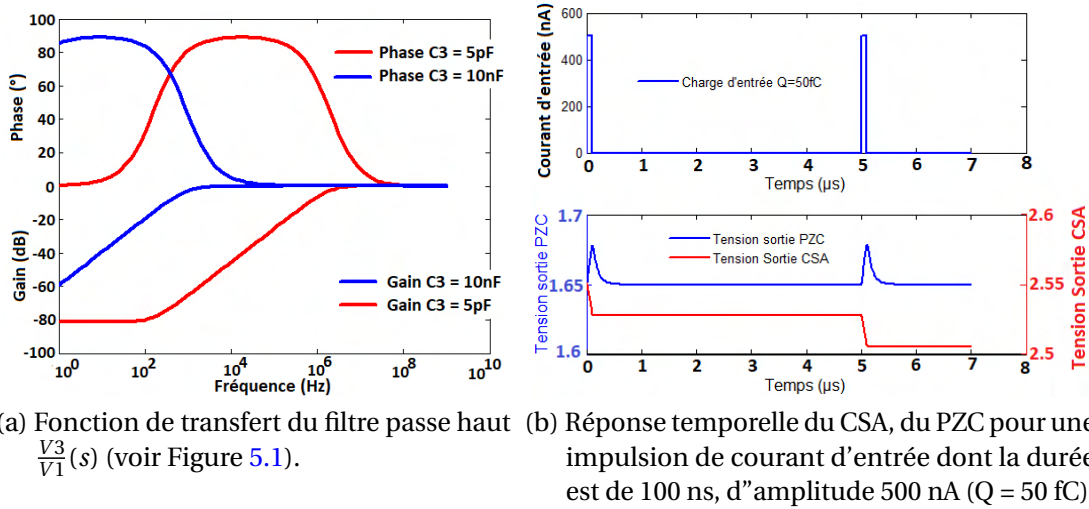 100
80
60
40
20
0
-20
-40
-60
-80
-100
Phase (°)
Gain (dB)
Phase C3 = 5pF
Phase C3 = 10nF
Gain C3 = 10nF
Gain C3 = 5pF
10^0 10^2 10^4 10^6 10^8 10^10
Fréquence (Hz)
(a) Fonction de transfert du filtre passe haut
V3/V1 (s) (voir Figure 5.1).
600
400
200
0
Courant d'entrée (nA)
Charge d'entrée Q=50fC
0 1 2 3 4 5 6 7 8
Temps (µs)
1.7
1.65
1.6
Tension sortie PZC
Tension sortie PZC
Tension Sortie CSA
2.6
2.55
2.5
Tension Sortie CSA
0 1 2 3 4 5 6 7 8
Temps (µs)
(b) Réponse temporelle du CSA, du PZC pour une
impulsion de courant d'entrée dont la durée
est de 100 ns, d"amplitude 500 nA (Q = 50 fC)